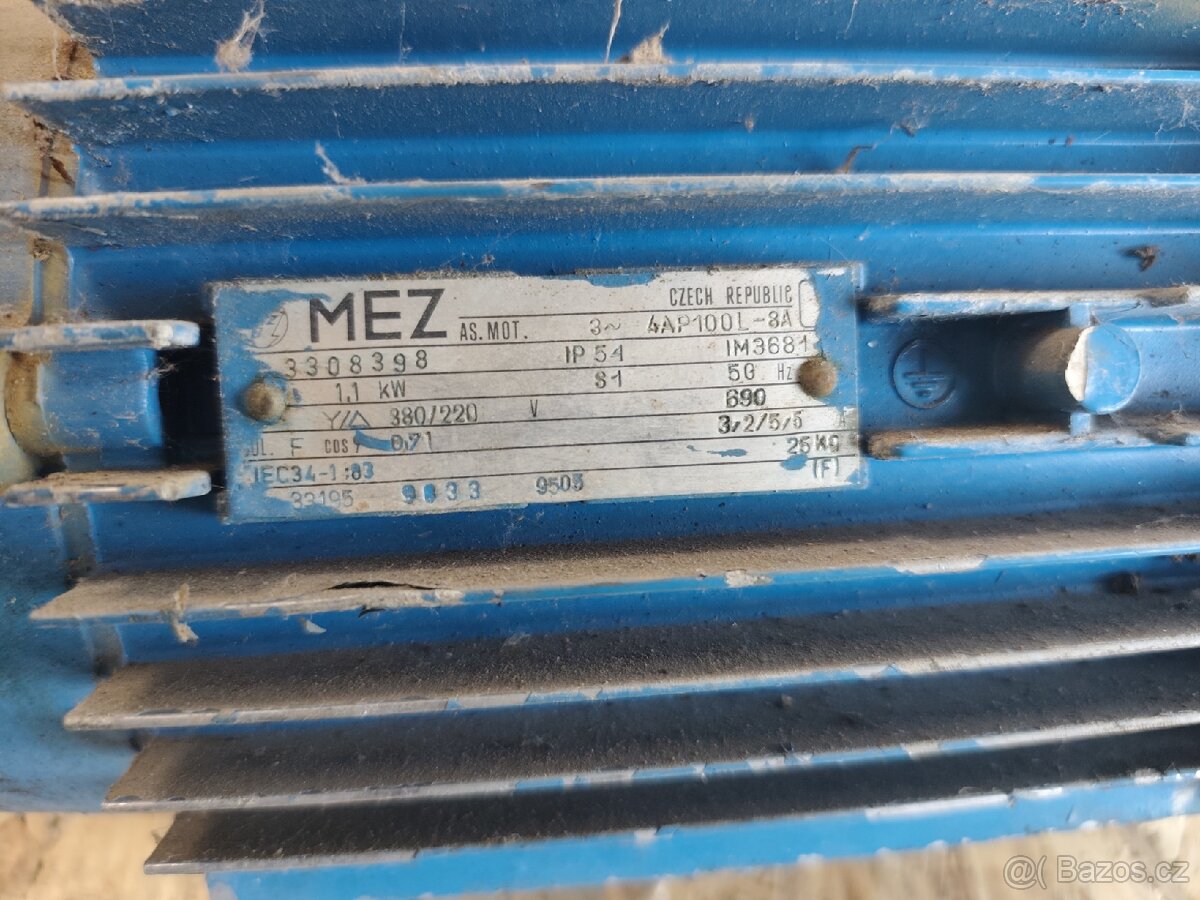 MEZ AS.MOT. 3~ CZECH REPUBLIC 4AP100L-8A
3308398 IP 54 IM3681
1,1 kW S1 50 Hz
Y/△ 380/220 V 690
F cos 0,71 3,2/5,5 A
IEC34-1:83 25 KG
33195 9833 9505 (F)
Bazos.cz